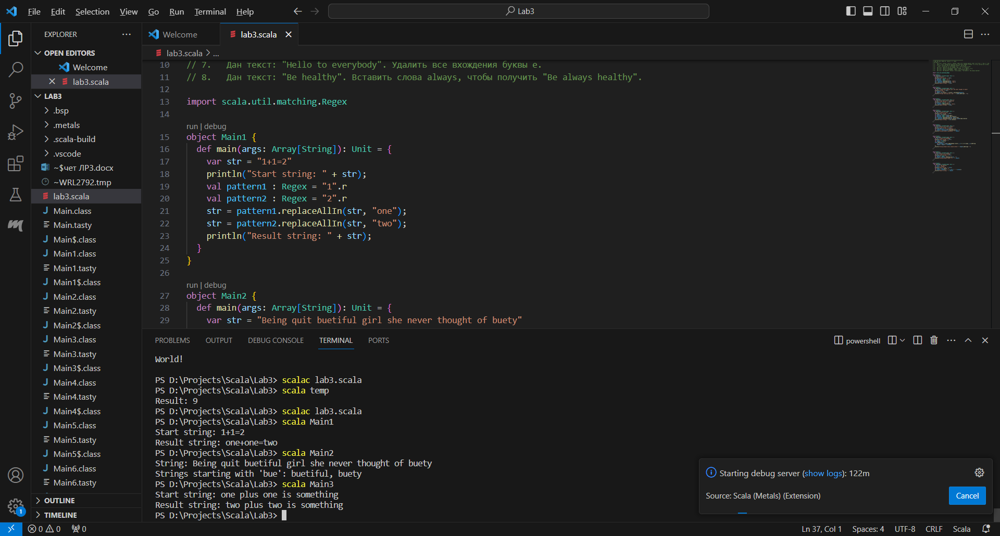 File Edit Selection View Go Run Terminal Help
Lab3
EXPLORER
OPEN EDITORS
Welcome
lab3.scala
LAB3
.bsp
.metals
.scala-build
.vscode
~$чет ЛР3.docx
~WRL2792.tmp
lab3.scala
Main.class
Main.tasty
Main$.class
Main1.class
Main1.tasty
Main1$.class
Main2.class
Main2.tasty
Main2$.class
Main3.class
Main3.tasty
Main3$.class
Main4.class
Main4.tasty
Main4$.class
Main5.class
Main5.tasty
Main5$.class
Main6.class
Main6.tasty
OUTLINE
TIMELINE
Welcome
lab3.scala
lab3.scala > ...
10 // 7. Дан текст: "Hello to everybody". Удалить все вхождения буквы е.
11 // 8. Дан текст: "Be healthy". Вставить слова always, чтобы получить "Be always healthy".
12
13 import scala.util.matching.Regex
14
run | debug
15 object Main1 {
16 def main(args: Array[String]): Unit = {
17 var str = "1+1=2"
18 println("Start string: " + str);
19 val pattern1 : Regex = "1".r
20 val pattern2 : Regex = "2".r
21 str = pattern1.replaceAllIn(str, "one");
22 str = pattern2.replaceAllIn(str, "two");
23 println("Result string: " + str);
24 }
25 }
26
run | debug
27 object Main2 {
28 def main(args: Array[String]): Unit = {
29 var str = "Being quit buetiful girl she never thought of buety"
PROBLEMS OUTPUT DEBUG CONSOLE TERMINAL PORTS
powershell
World!
PS D:\Projects\Scala\Lab3> scalac lab3.scala
PS D:\Projects\Scala\Lab3> scala temp
Result: 9
PS D:\Projects\Scala\Lab3> scalac lab3.scala
PS D:\Projects\Scala\Lab3> scala Main1
Start string: 1+1=2
Result string: one+one=two
PS D:\Projects\Scala\Lab3> scala Main2
String: Being quit buetiful girl she never thought of buety
Strings starting with 'bue': buetiful, buety
PS D:\Projects\Scala\Lab3> scala Main3
Start string: one plus one is something
Result string: two plus two is something
PS D:\Projects\Scala\Lab3>
Starting debug server (show logs): 122m
Source: Scala (Metals) (Extension)
Cancel
1
0 0 0
Ln 37, Col 1 Spaces: 4 UTF-8 CRLF Scala